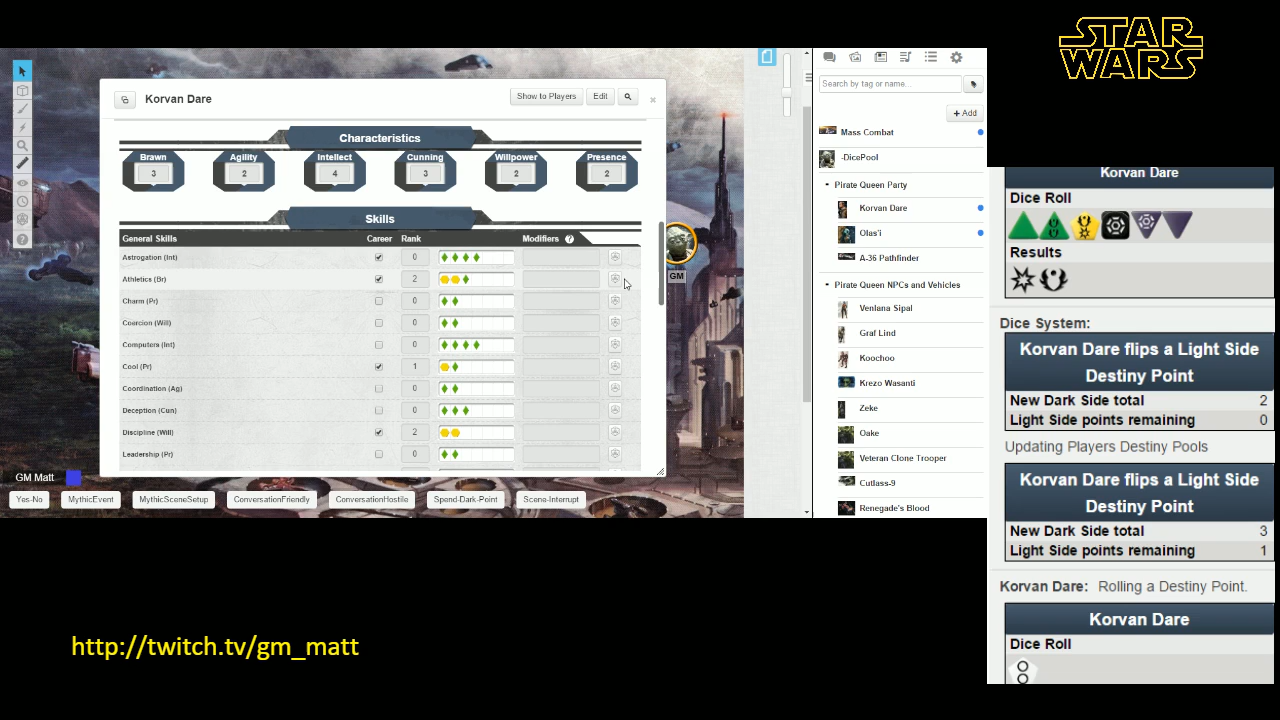 STAR
WARS
Korvan Dare
Show to Players
Edit
Characteristics
Brawn
Agility
Intellect
Cunning
Willpower
Presence
3
2
4
3
2
2
Skills
General Skills
Career
Rank
Modifiers
?
Astrogation (Int)
0
Athletics (Br)
2
Charm (Pr)
0
Coercion (Will)
0
Computers (Int)
0
Cool (Pr)
1
Coordination (Ag)
0
Deception (Cun)
0
Discipline (Will)
2
Leadership (Pr)
0
GM
GM Matt
Yes-No
MythicEvent
MythicSceneSetup
ConversationFriendly
ConversationHostile
Spend-Dark-Point
Scene-Interrupt
Search by tag or name...
+ Add
Mass Combat
-DicePool
Pirate Queen Party
Korvan Dare
Olas'i
A-36 Pathfinder
Pirate Queen NPCs and Vehicles
Venlana Sipal
Graf Lind
Koochoo
Krezo Wasanti
Zeke
Oake
Veteran Clone Trooper
Cutlass-9
Renegade's Blood
Korvan Dare
Dice Roll
Results
Dice System:
Korvan Dare flips a Light Side
Destiny Point
New Dark Side total 2
Light Side points remaining 0
Updating Players Destiny Pools
Korvan Dare flips a Light Side
Destiny Point
New Dark Side total 3
Light Side points remaining 1
Korvan Dare: Rolling a Destiny Point.
Korvan Dare
Dice Roll
http://twitch.tv/gm_matt